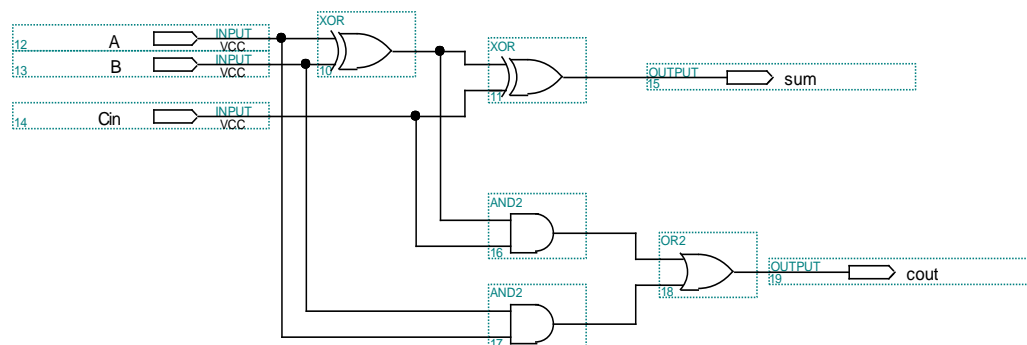 XOR
INPUT
VCC
12
A
INPUT
VCC
13
B
10
XOR
11
OUTPUT
15
sum
INPUT
VCC
14
Cin
AND2
16
OR2
18
OUTPUT
19
cout
AND2
17